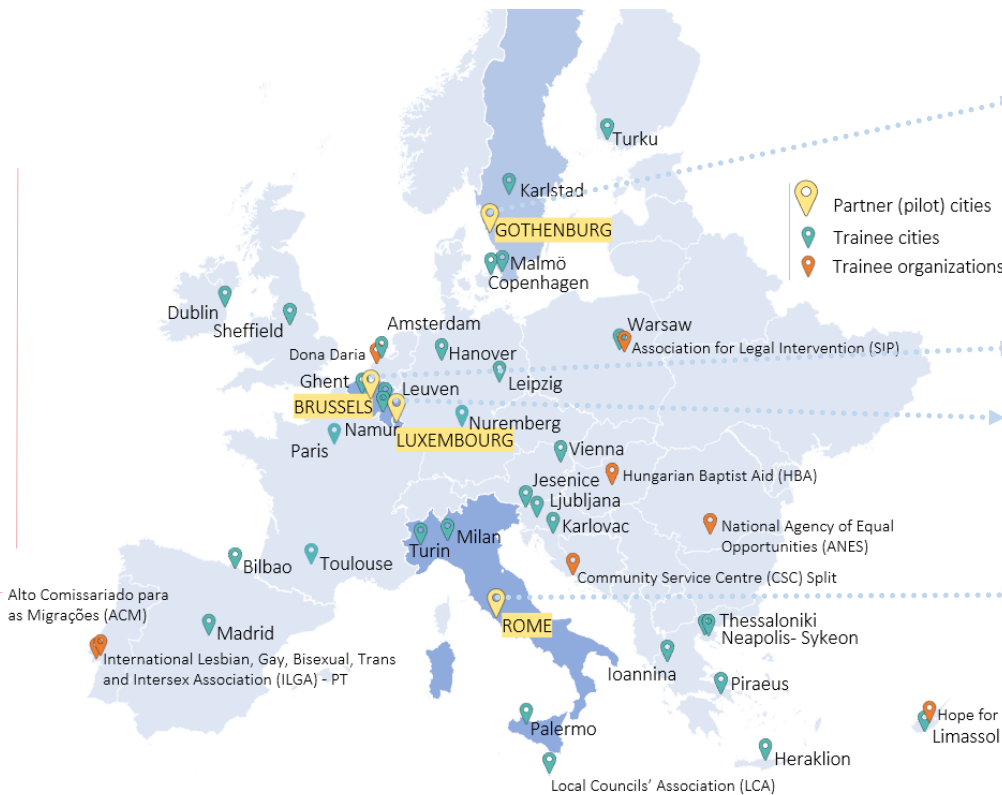 Turku
Karlstad
GOTHENBURG
Partner (pilot) cities
Trainee cities
Trainee organizations
Malmö
Copenhagen
Dublin
Sheffield
Amsterdam
Warsaw
Dona Daria
Hanover
Association for Legal Intervention (SIP)
Ghent
Leuven
Leipzig
BRUSSELS
Namur
LUXEMBOURG
Nuremberg
Paris
Vienna
Hungarian Baptist Aid (HBA)
Jesenice
Ljubljana
Karlovac
National Agency of Equal
Opportunities (ANES)
Turin
Milan
Bilbao
Toulouse
Community Service Centre (CSC) Split
Alto Comissariado para
as Migrações (ACM)
Madrid
ROME
Thessaloniki
Neapolis- Sykeon
International Lesbian, Gay, Bisexual, Trans
and Intersex Association (ILGA) - PT
Ioannina
Piraeus
Palermo
Hope for
Limassol
Heraklion
Local Councils' Association (LCA)